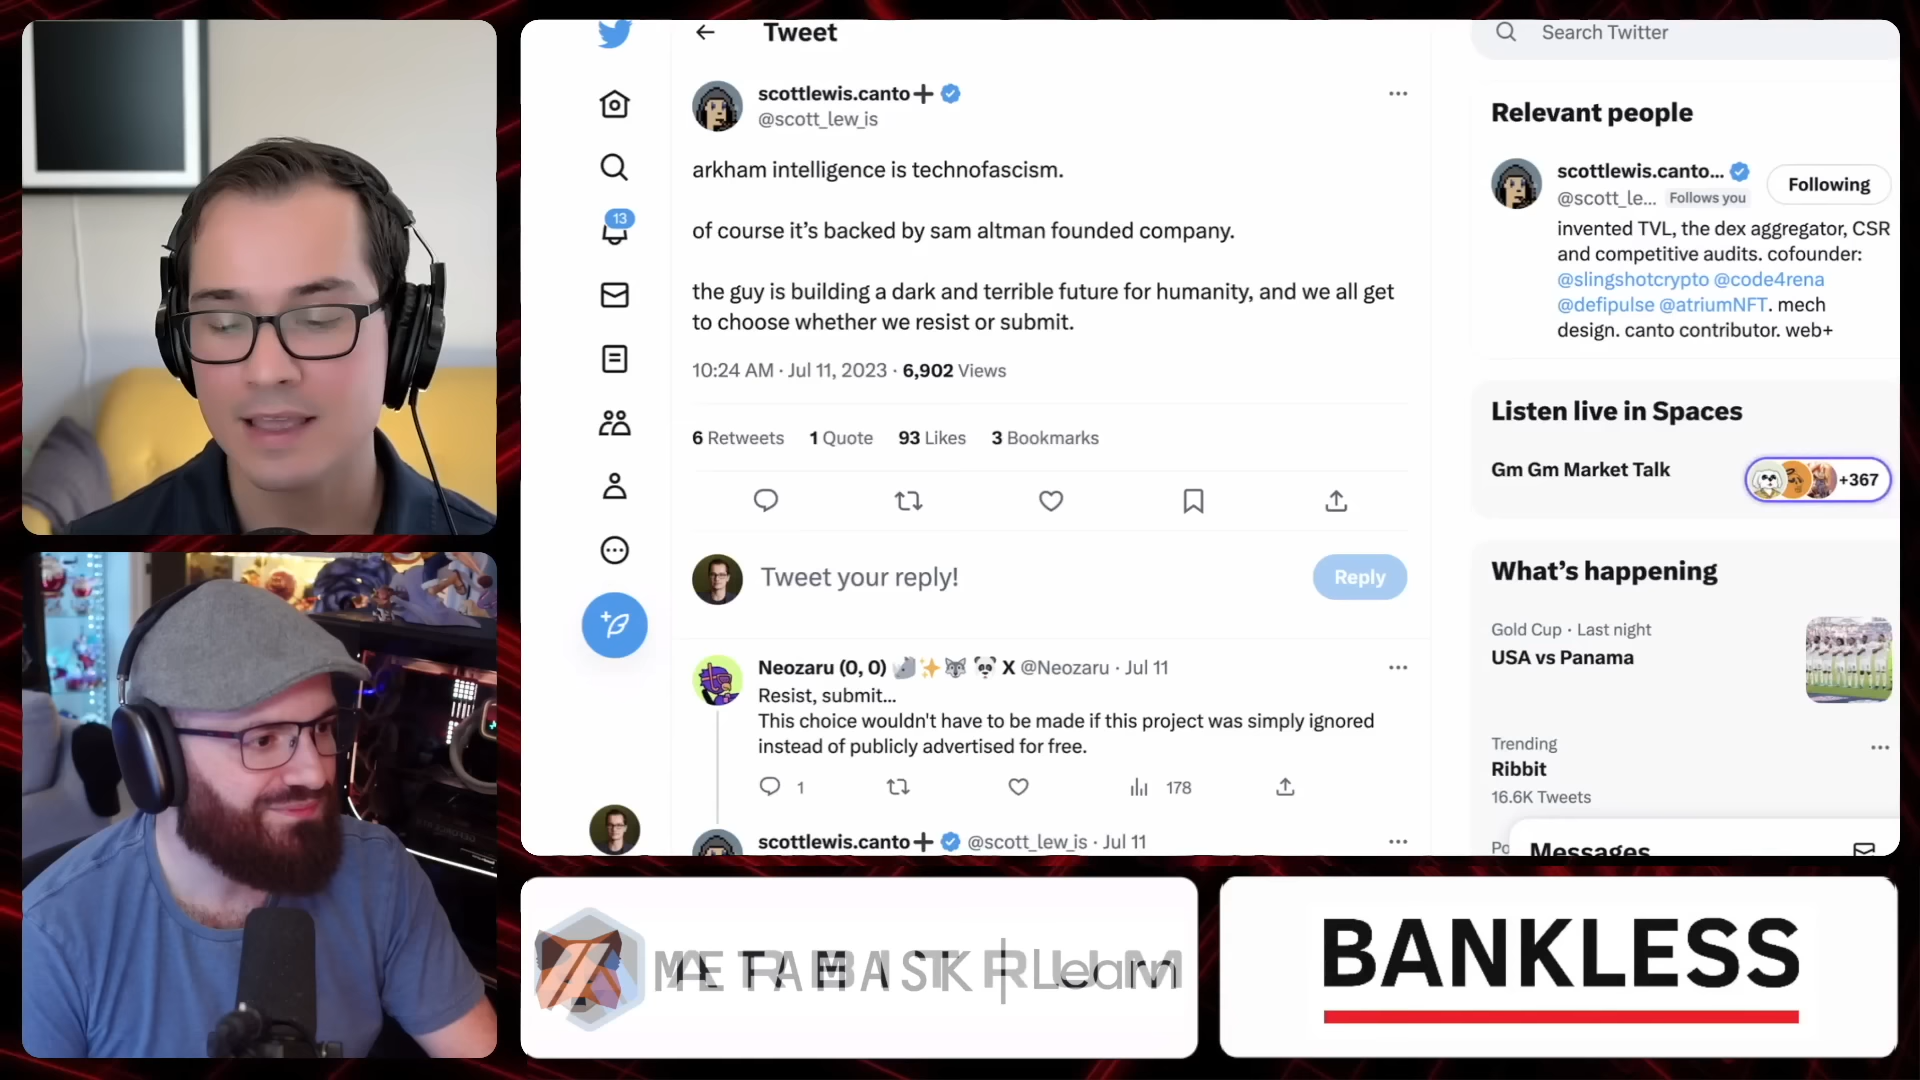 Tweet
scottlewis.canto
@scott_lew_is
arkham intelligence is technofascism.
of course it’s backed by sam altman founded company.
the guy is building a dark and terrible future for humanity, and we all get
to choose whether we resist or submit.
10:24 AM · Jul 11, 2023 · 6,902 Views
6 Retweets 1 Quote 93 Likes 3 Bookmarks
Tweet your reply!
Reply
Neozaru (0, 0) X @Neozaru · Jul 11
Resist, submit...
This choice wouldn't have to be made if this project was simply ignored
instead of publicly advertised for free.
1 178
scottlewis.canto @scott_lew_is · Jul 11
13
Search Twitter
Relevant people
scottlewis.canto...
@scott_le... Follows you
Following
invented TVL, the dex aggregator, CSR
and competitive audits. cofounder:
@slingshotcrypto @code4rena
@defipulse @atriumNFT. mech
design. canto contributor. web+
Listen live in Spaces
Gm Gm Market Talk
+367
What’s happening
Gold Cup · Last night
USA vs Panama
Trending
Ribbit
16.6K Tweets
Messages
METAMASK Learn
BANKLESS